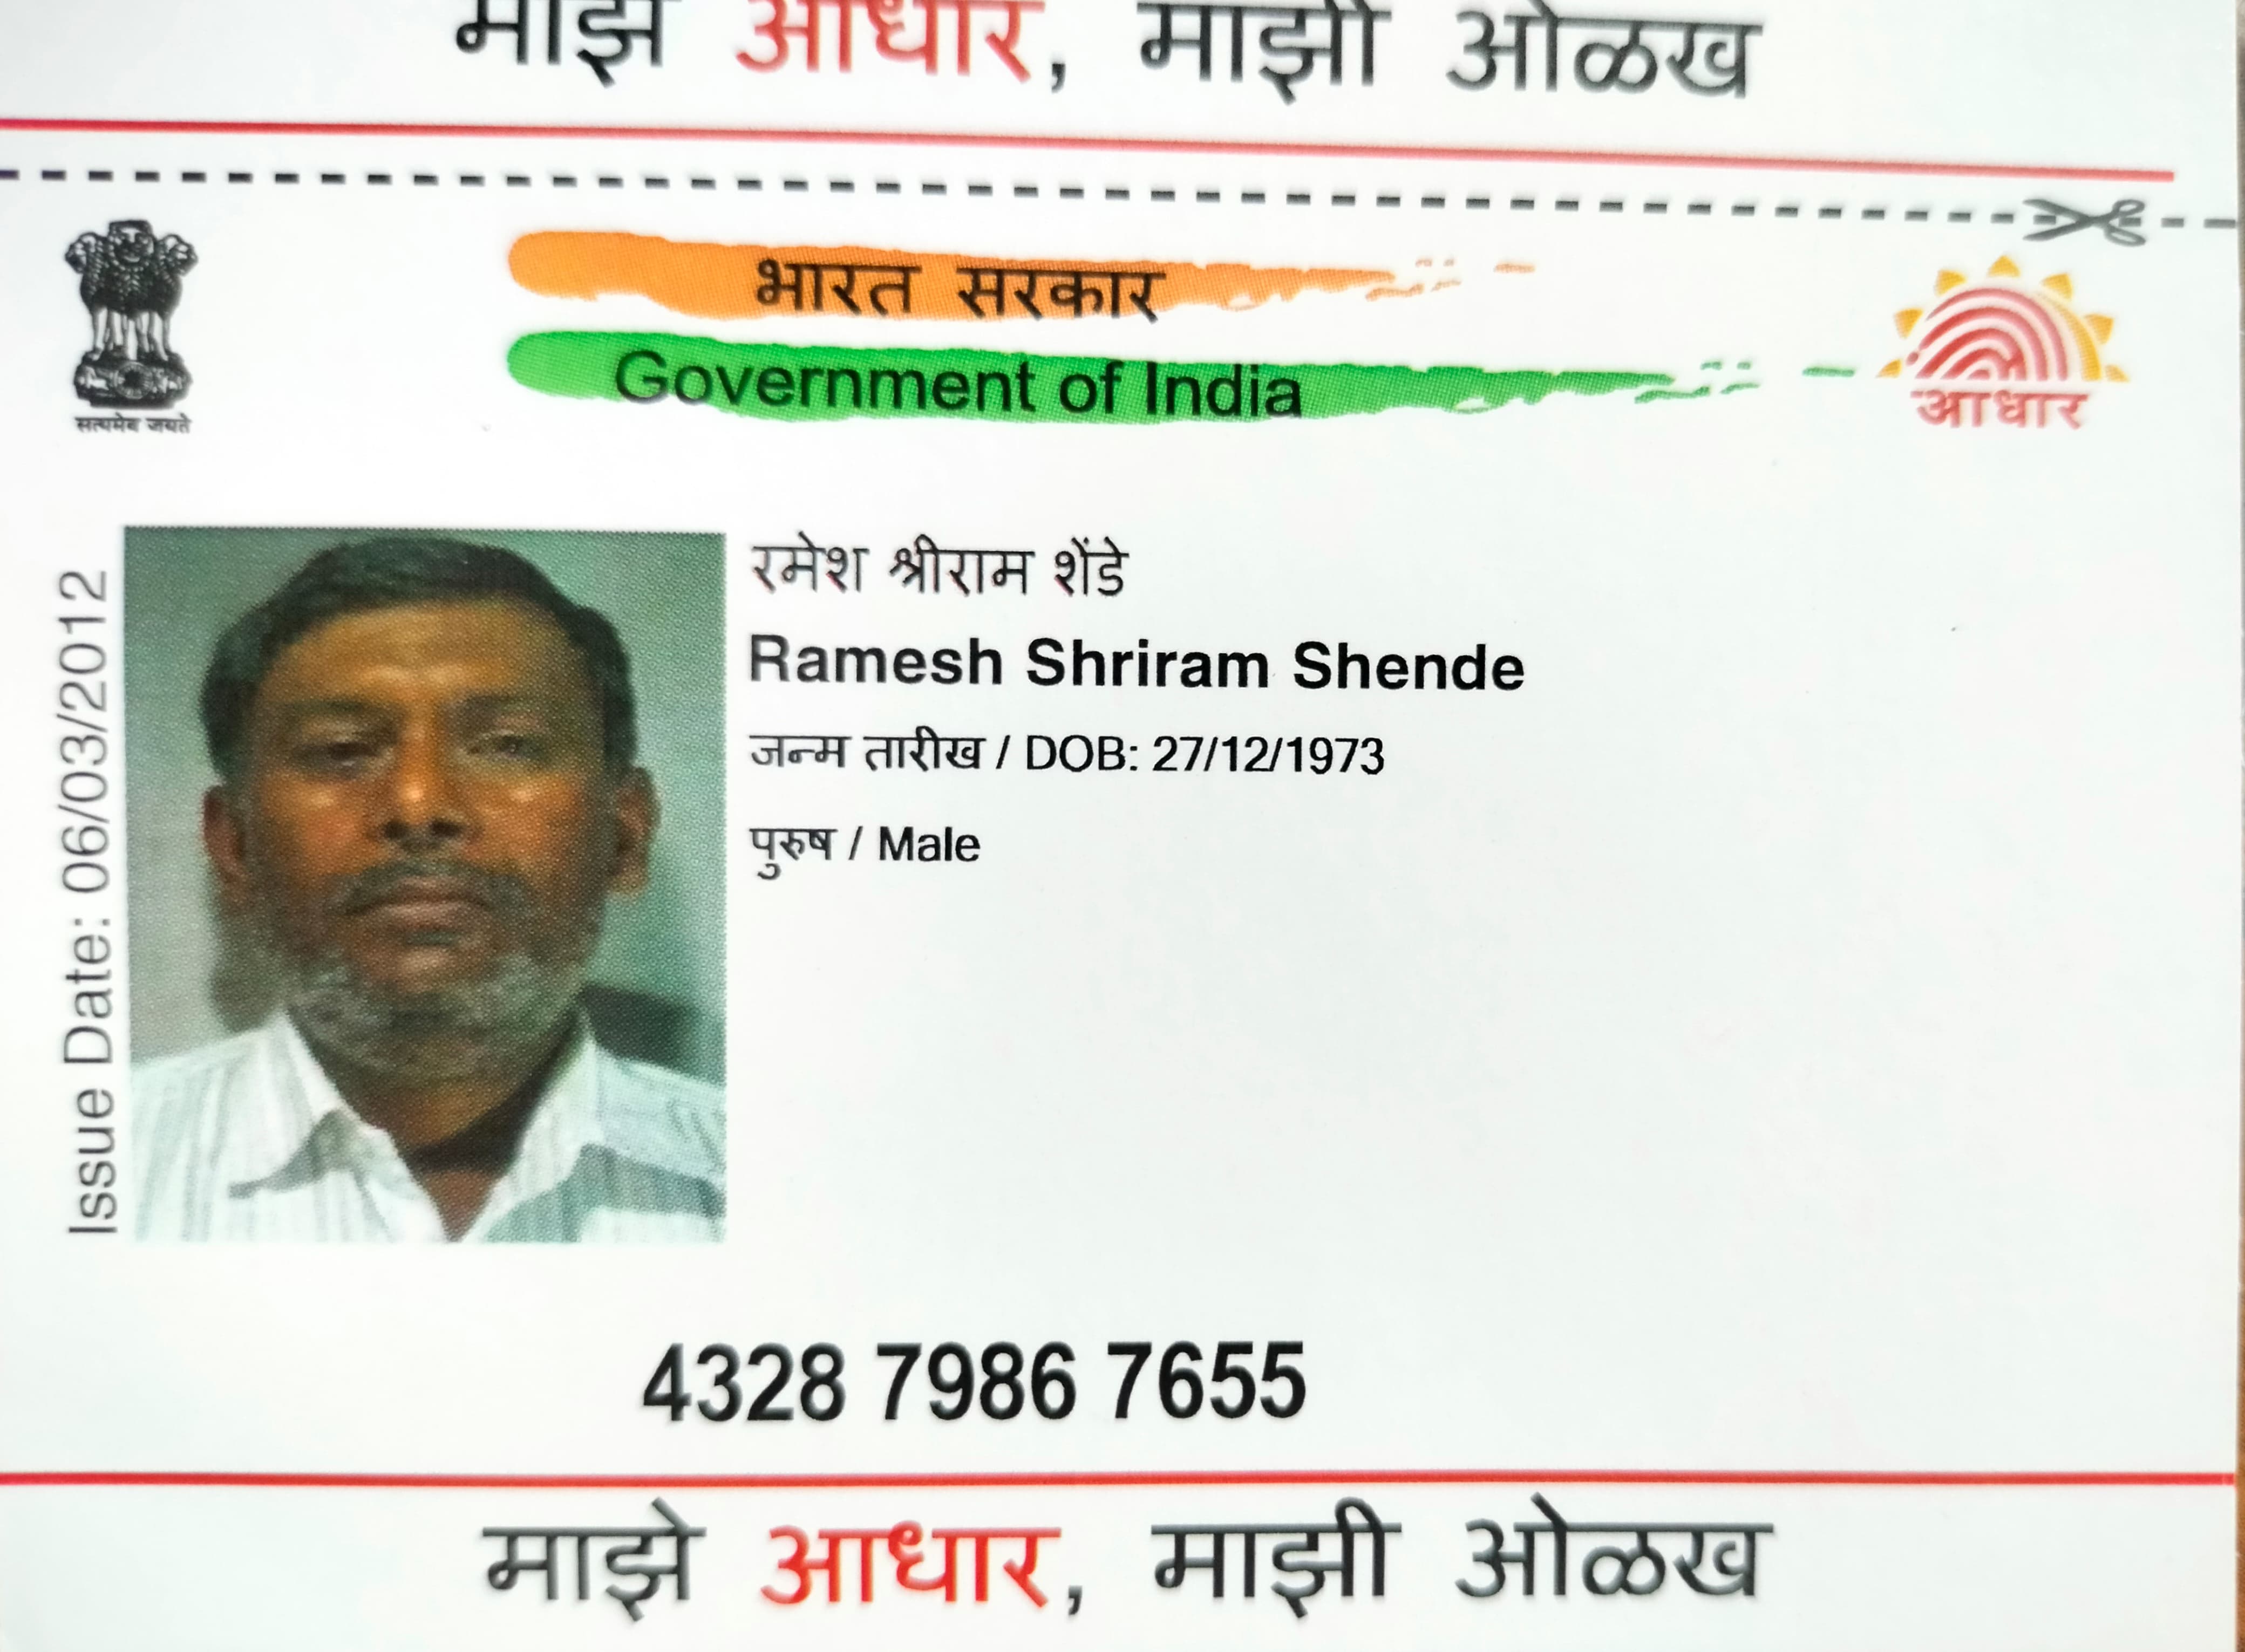 माझे आधार, माझी ओळख
भारत सरकार
Government of India
सत्यमेव जयते
आधार
Issue Date: 06/03/2012
रमेश श्रीराम शेंडे
Ramesh Shriram Shende
जन्म तारीख / DOB: 27/12/1973
पुरुष / Male
4328 7986 7655
माझे आधार, माझी ओळख